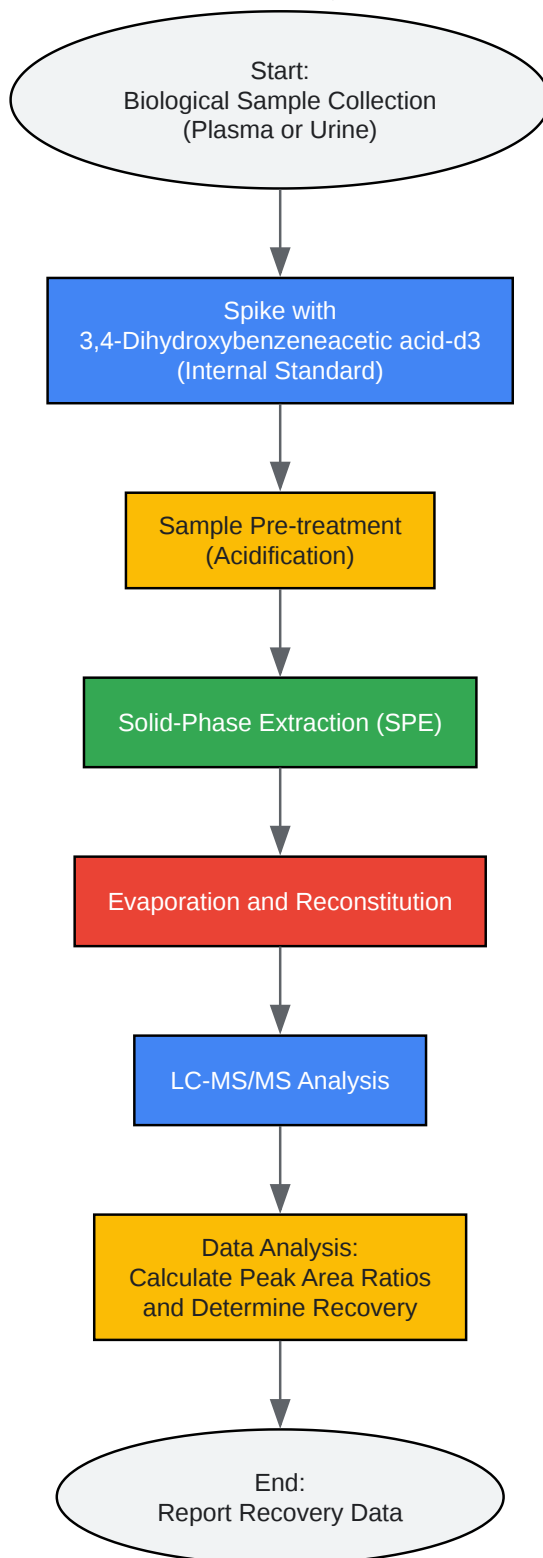 Start:
Biological Sample Collection
(Plasma or Urine)
Spike with
3,4-Dihydroxybenzeneacetic acid-d3
(Internal Standard)
Sample Pre-treatment
(Acidification)
Solid-Phase Extraction (SPE)
Evaporation and Reconstitution
LC-MS/MS Analysis
Data Analysis:
Calculate Peak Area Ratios
and Determine Recovery
End:
Report Recovery Data